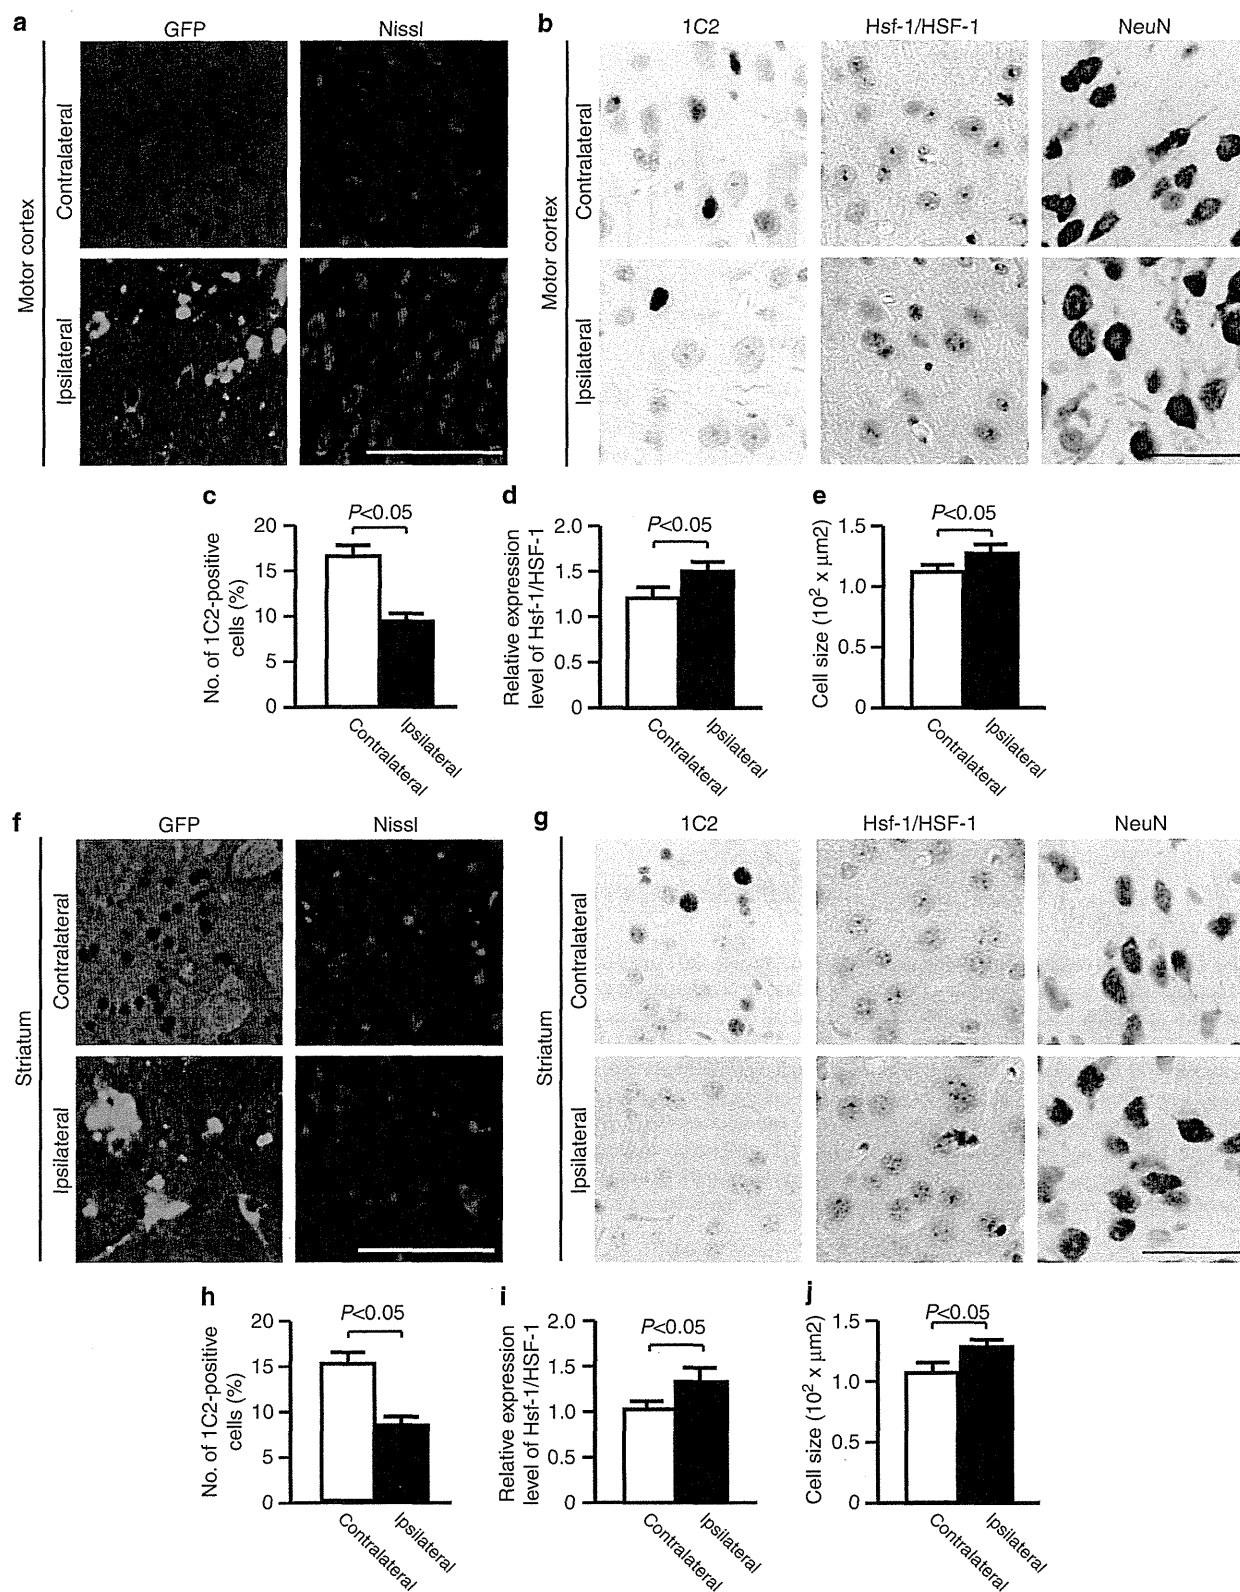 a
GFP
Nissl
Motor cortex
Contralateral
Ipsilateral
b
1C2
Hsf-1/HSF-1
NeuN
Motor cortex
Contralateral
Ipsilateral
c
No. of 1C2-positive
cells (%)
20
15
10
5
0
P<0.05
Contralateral
Ipsilateral
d
Relative expression
level of Hsf-1/HSF-1
2.0
1.5
1.0
0.5
0
P<0.05
Contralateral
Ipsilateral
e
Cell size (10² x µm2)
1.5
1.0
0.5
0
P<0.05
Contralateral
Ipsilateral
f
GFP
Nissl
Striatum
Contralateral
Ipsilateral
g
1C2
Hsf-1/HSF-1
NeuN
Striatum
Contralateral
Ipsilateral
h
No. of 1C2-positive
cells (%)
20
15
10
5
0
P<0.05
Contralateral
Ipsilateral
i
Relative expression
level of Hsf-1/HSF-1
2.0
1.5
1.0
0.5
0
P<0.05
Contralateral
Ipsilateral
j
Cell size (10² x µm2)
1.5
1.0
0.5
0
P<0.05
Contralateral
Ipsilateral